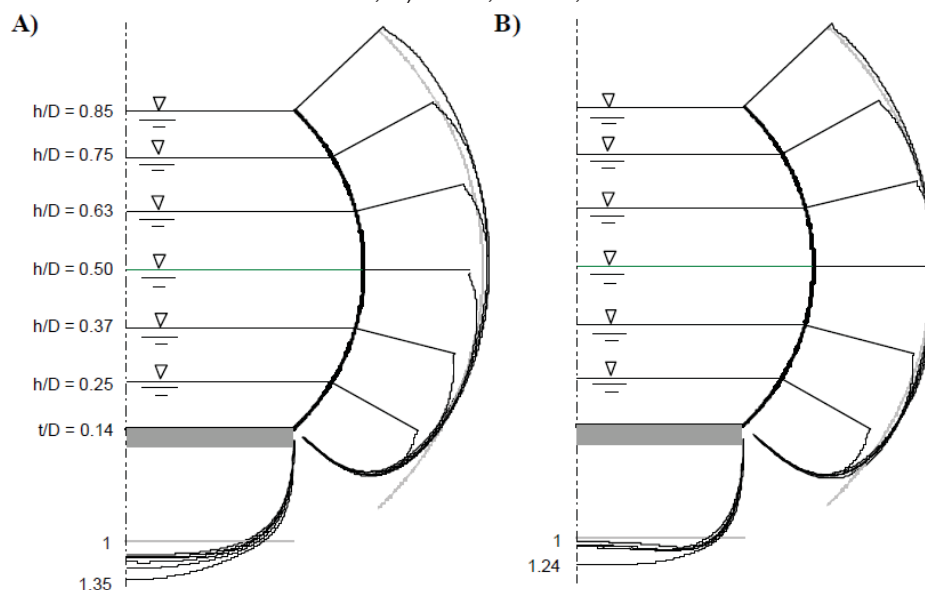 A)
h/D = 0.85
h/D = 0.75
h/D = 0.63
h/D = 0.50
h/D = 0.37
h/D = 0.25
t/D = 0.14
1
1.35
B)
1
1.24